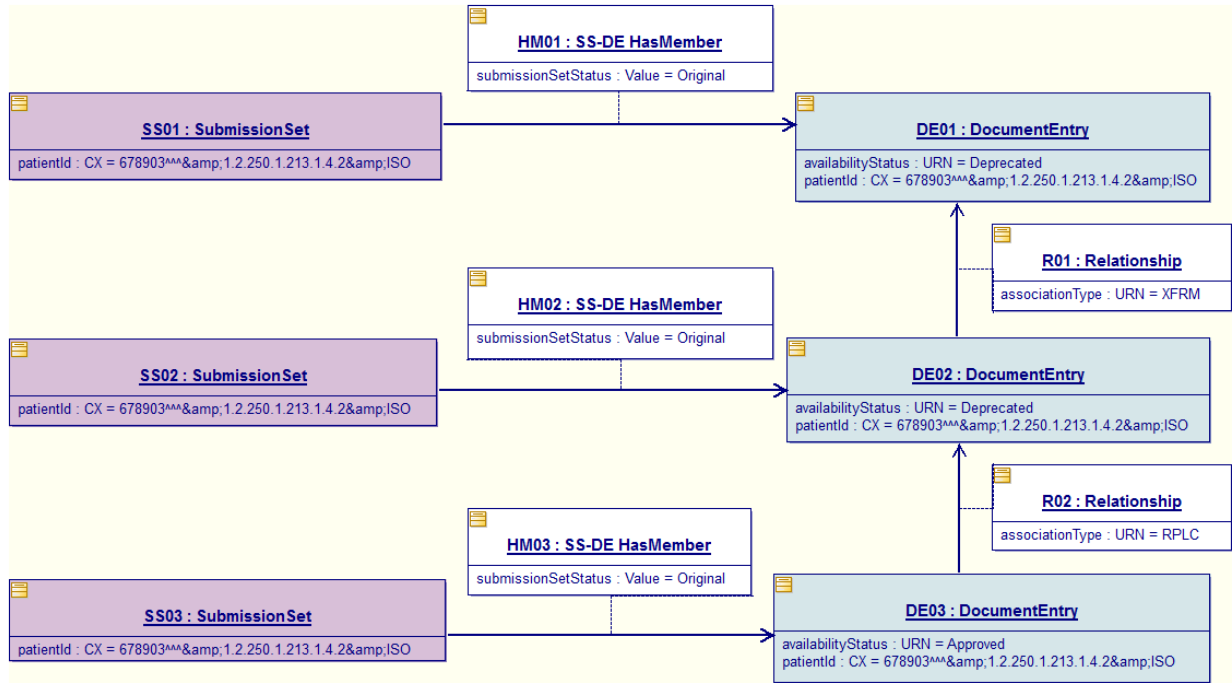 HM01 : SS-DE HasMember
submissionSetStatus : Value = Original
SS01 : SubmissionSet
patientId : CX = 678903^^^&amp;1.2.250.1.213.1.4.2&amp;ISO
DE01 : DocumentEntry
availabilityStatus : URN = Deprecated
patientId : CX = 678903^^^&amp;1.2.250.1.213.1.4.2&amp;ISO
R01 : Relationship
associationType : URN = XFRM
HM02 : SS-DE HasMember
submissionSetStatus : Value = Original
SS02 : SubmissionSet
patientId : CX = 678903^^^&amp;1.2.250.1.213.1.4.2&amp;ISO
DE02 : DocumentEntry
availabilityStatus : URN = Deprecated
patientId : CX = 678903^^^&amp;1.2.250.1.213.1.4.2&amp;ISO
R02 : Relationship
associationType : URN = RPLC
HM03 : SS-DE HasMember
submissionSetStatus : Value = Original
SS03 : SubmissionSet
patientId : CX = 678903^^^&amp;1.2.250.1.213.1.4.2&amp;ISO
DE03 : DocumentEntry
availabilityStatus : URN = Approved
patientId : CX = 678903^^^&amp;1.2.250.1.213.1.4.2&amp;ISO